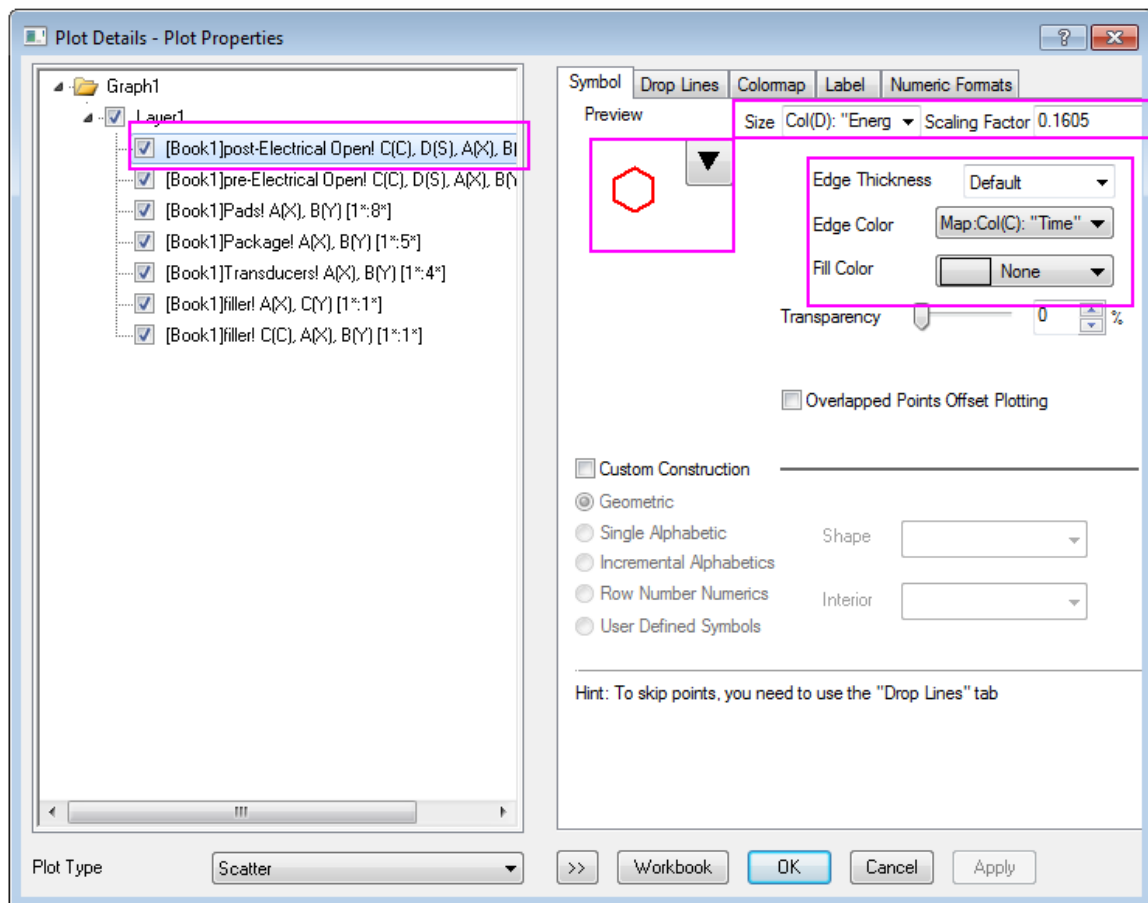 Plot Details - Plot Properties
?
Graph1
Layer1
[Book1]post-Electrical Open! C(C), D(S), A(X), B(
[Book1]pre-Electrical Open! C(C), D(S), A(X), B(Y
[Book1]Pads! A(X), B(Y) [1*:8*]
[Book1]Package! A(X), B(Y) [1*:5*]
[Book1]Transducers! A(X), B(Y) [1*:4*]
[Book1]filler! A(X), C(Y) [1*:1*]
[Book1]filler! C(C), A(X), B(Y) [1*:1*]
Plot Type
Scatter
Symbol
Drop Lines
Colormap
Label
Numeric Formats
Preview
Size Col(D): "Energ Scaling Factor 0.1605
Edge Thickness Default
Edge Color Map:Col(C): "Time"
Fill Color None
Transparency 0 %
Overlapped Points Offset Plotting
Custom Construction
Geometric
Single Alphabetic
Shape
Incremental Alphabetics
Row Number Numerics
Interior
User Defined Symbols
Hint: To skip points, you need to use the "Drop Lines" tab
>>
Workbook
OK
Cancel
Apply